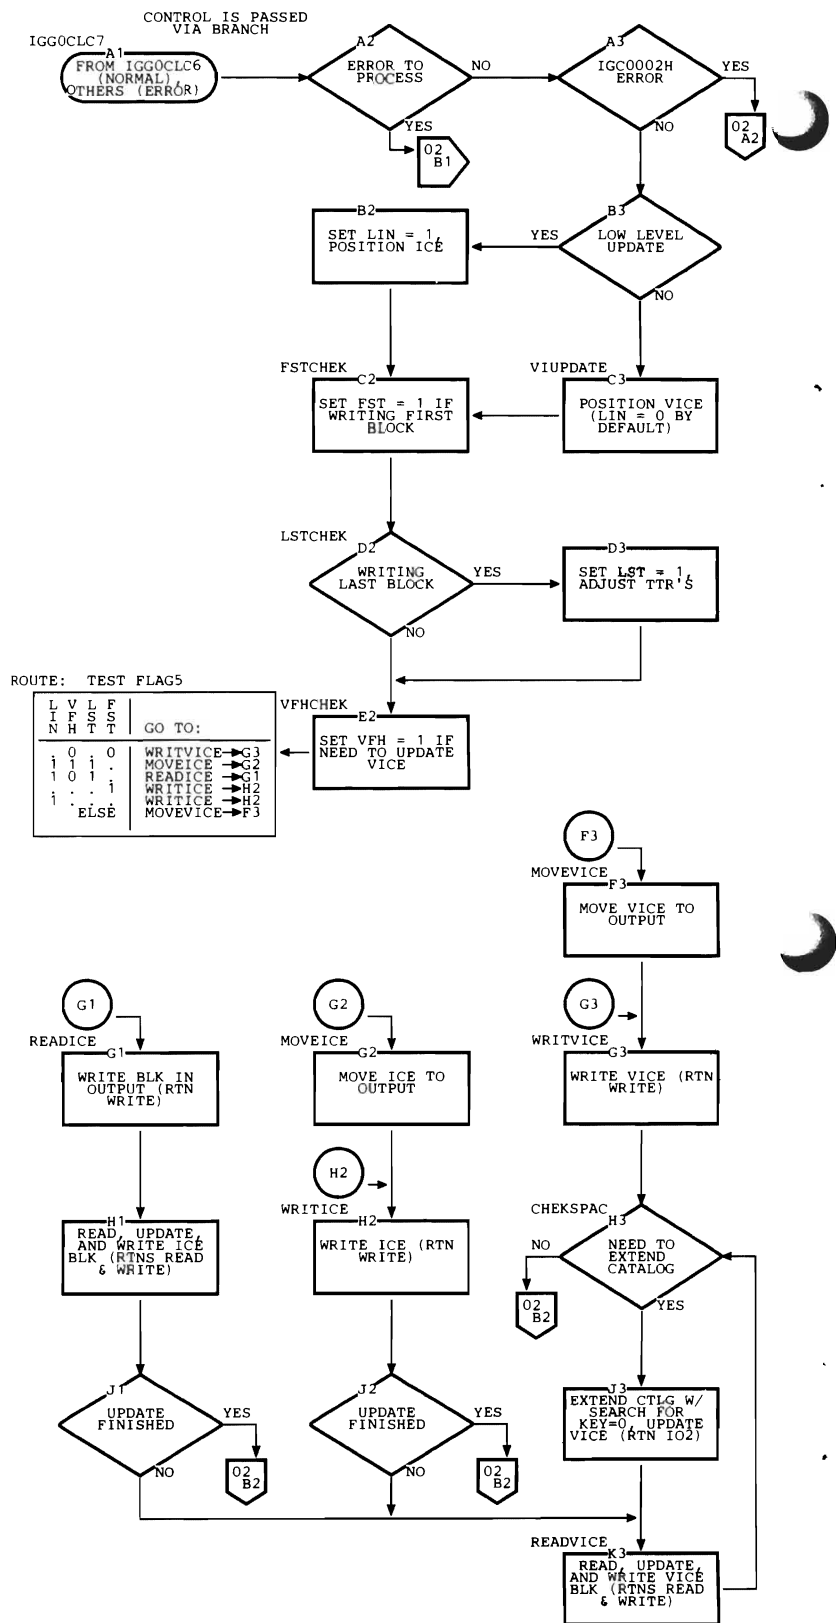 CONTROL IS PASSED
VIA BRANCH
IGG0CLC7
A1
FROM IGG0CLC6
(NORMAL),
OTHERS (ERROR)
A2
ERROR TO
PROCESS
NO
YES
02
B1
A3
IGC0002H
ERROR
YES
NO
02
A2
B2
SET LIN = 1,
POSITION ICE
YES
B3
LOW LEVEL
UPDATE
NO
FSTCHEK
C2
SET FST = 1 IF
WRITING FIRST
BLOCK
VIUPDATE
C3
POSITION VICE
(LIN = 0 BY
DEFAULT)
LSTCHEK
D2
WRITING
LAST BLOCK
YES
NO
D3
SET LST = 1,
ADJUST TTR'S
ROUTE: TEST FLAG5
L V L F
I F S S
N H T T GO TO:
. 0 . 0 WRITVICE→G3
1 1 1 . MOVEICE→G2
1 0 1 . READICE→G1
. . . 1 WRITICE→H2
1 . . . WRITICE→H2
ELSE MOVEVICE→F3
VFHCHEK
E2
SET VFH = 1 IF
NEED TO UPDATE
VICE
F3
MOVEVICE
F3
MOVE VICE TO
OUTPUT
G1
READICE
G1
WRITE BLK IN
OUTPUT (RTN
WRITE)
G2
MOVEICE
G2
MOVE ICE TO
OUTPUT
G3
WRITVICE
G3
WRITE VICE (RTN
WRITE)
H1
READ, UPDATE,
AND WRITE ICE
BLK (RTNS READ
& WRITE)
H2
WRITICE
H2
WRITE ICE (RTN
WRITE)
CHEKSPAC
H3
NEED TO
EXTEND
CATALOG
NO
YES
02
B2
J1
UPDATE
FINISHED
YES
NO
02
B2
J2
UPDATE
FINISHED
YES
NO
02
B2
J3
EXTEND CTLG W/
SEARCH FOR
KEY=0, UPDATE
VICE (RTN IO2)
READVICE
K3
READ, UPDATE,
AND WRITE VICE
BLK (RTNS READ
& WRITE)